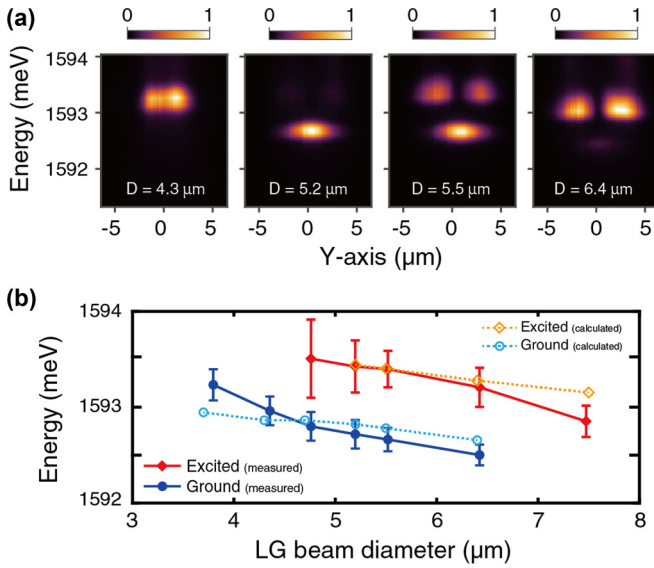 (a)
0 1 0 1 0 1 0 1
Energy (meV)
1594
1593
1592
D = 4.3 μm
D = 5.2 μm
D = 5.5 μm
D = 6.4 μm
-5 0 5 -5 0 5 -5 0 5 -5 0 5
Y-axis (μm)
(b)
Energy (meV)
1594
1593
1592
Excited (calculated)
Ground (calculated)
Excited (measured)
Ground (measured)
3 4 5 6 7 8
LG beam diameter (μm)